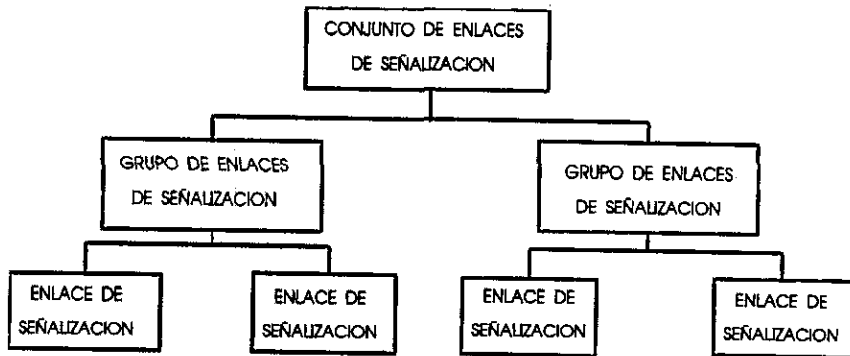 CONJUNTO DE ENLACES
DE SEÑALIZACION
GRUPO DE ENLACES
DE SEÑALIZACION
GRUPO DE ENLACES
DE SEÑALIZACION
ENLACE DE
SEÑALIZACION
ENLACE DE
SEÑALIZACION
ENLACE DE
SEÑALIZACION
ENLACE DE
SEÑALIZACION